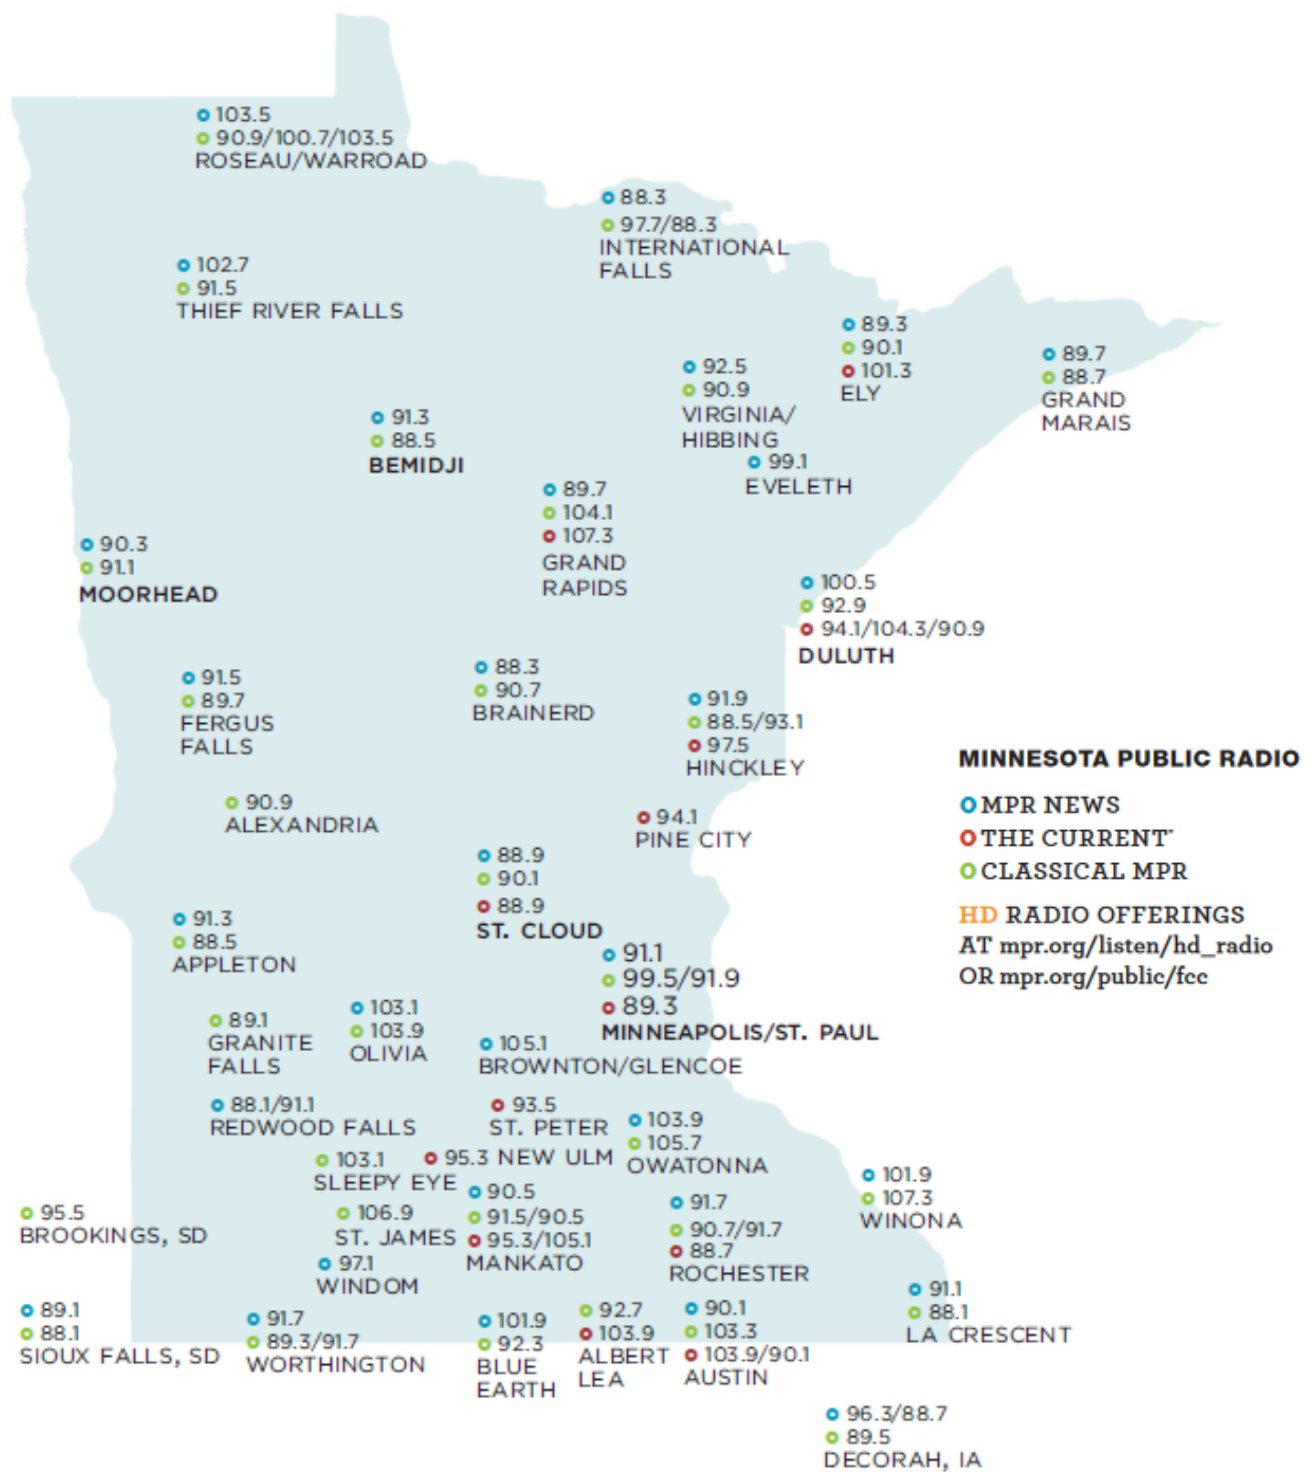 103.5
90.9/100.7/103.5
ROSEAU/WARROAD
88.3
97.7/88.3
INTERNATIONAL
FALLS
102.7
91.5
THIEF RIVER FALLS
89.3
90.1
101.3
ELY
89.7
88.7
GRAND
MARAIS
92.5
90.9
VIRGINIA/
HIBBING
99.1
EVELETH
91.3
88.5
BEMIDJI
89.7
104.1
107.3
GRAND
RAPIDS
90.3
91.1
MOORHEAD
100.5
92.9
94.1/104.3/90.9
DULUTH
91.5
89.7
FERGUS
FALLS
88.3
90.7
BRAINERD
91.9
88.5/93.1
97.5
HINCKLEY
90.9
ALEXANDRIA
94.1
PINE CITY
88.9
90.1
88.9
ST. CLOUD
91.3
88.5
APPLETON
91.1
99.5/91.9
89.3
MINNEAPOLIS/ST. PAUL
89.1
GRANITE
FALLS
103.1
103.9
OLIVIA
105.1
BROWNTON/GLENCOE
88.1/91.1
REDWOOD FALLS
93.5
ST. PETER
103.9
105.7
OWATONNA
103.1
SLEEPY EYE
95.3 NEW ULM
101.9
107.3
WINONA
95.5
BROOKINGS, SD
106.9
ST. JAMES
90.5
91.5/90.5
95.3/105.1
MANKATO
91.7
90.7/91.7
88.7
ROCHESTER
97.1
WINDOM
91.1
88.1
LA CRESCENT
89.1
88.1
SIOUX FALLS, SD
91.7
89.3/91.7
WORTHINGTON
101.9
92.3
BLUE
EARTH
92.7
103.9
ALBERT
LEA
90.1
103.3
103.9/90.1
AUSTIN
96.3/88.7
89.5
DECORAH, IA
MINNESOTA PUBLIC RADIO
MPR NEWS
THE CURRENT
CLASSICAL MPR
HD RADIO OFFERINGS
AT mpr.org/listen/hd_radio
OR mpr.org/public/fcc